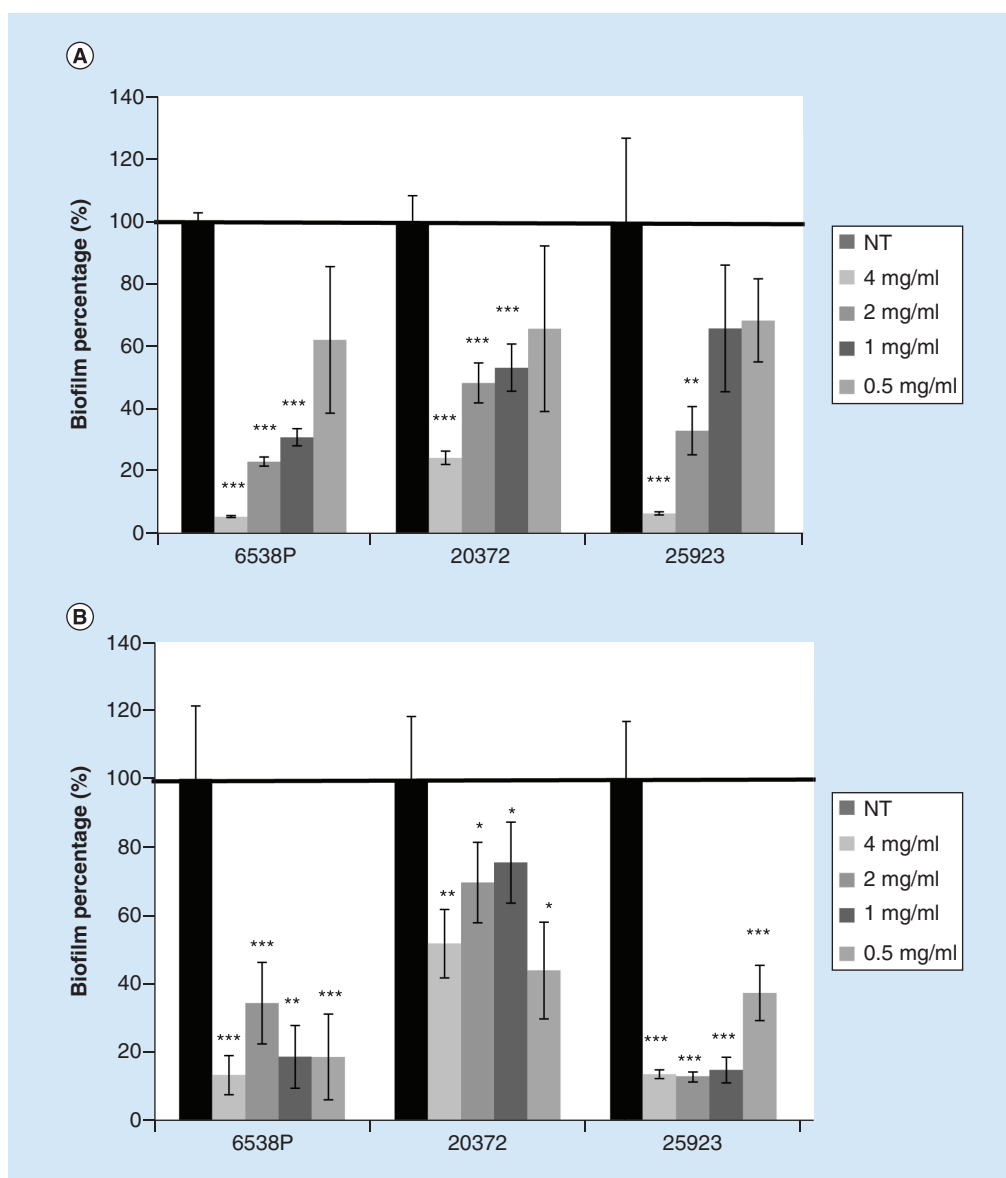 A
Biofilm percentage (%)
140
120
100
80
60
40
20
0
***
***
***
***
***
***
***
**
6538P
20372
25923
NT
4 mg/ml
2 mg/ml
1 mg/ml
0.5 mg/ml
B
Biofilm percentage (%)
140
120
100
80
60
40
20
0
***
***
**
***
**
*
*
*
***
***
***
***
6538P
20372
25923
NT
4 mg/ml
2 mg/ml
1 mg/ml
0.5 mg/ml